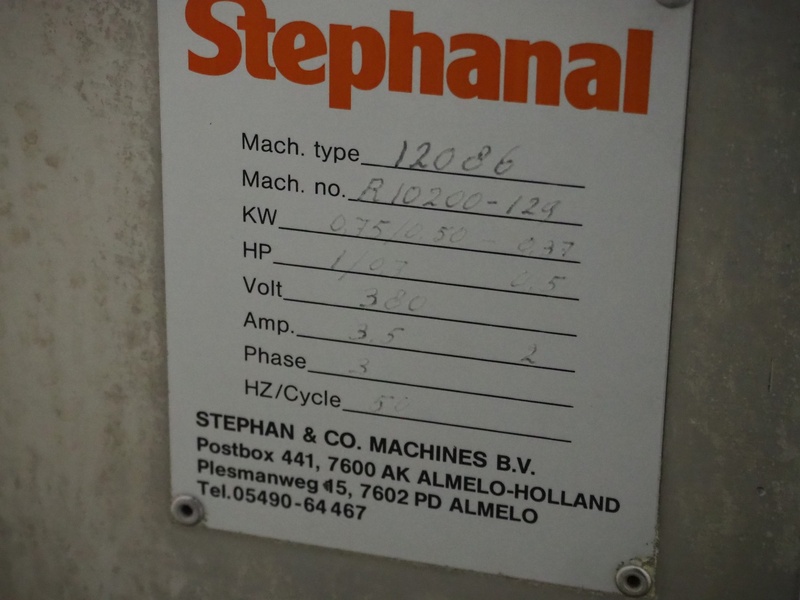 Stephanal
Mach. type 12086
Mach. no. R10200-129
KW 0.75/0.50 - 0.37
HP 1/0.7 0.5
Volt 380
Amp. 3.5 2
Phase 3
HZ/Cycle 50
STEPHAN & CO. MACHINES B.V.
Postbox 441, 7600 AK ALMELO-HOLLAND
Plesmanweg 15, 7602 PD ALMELO
Tel.05490-64467